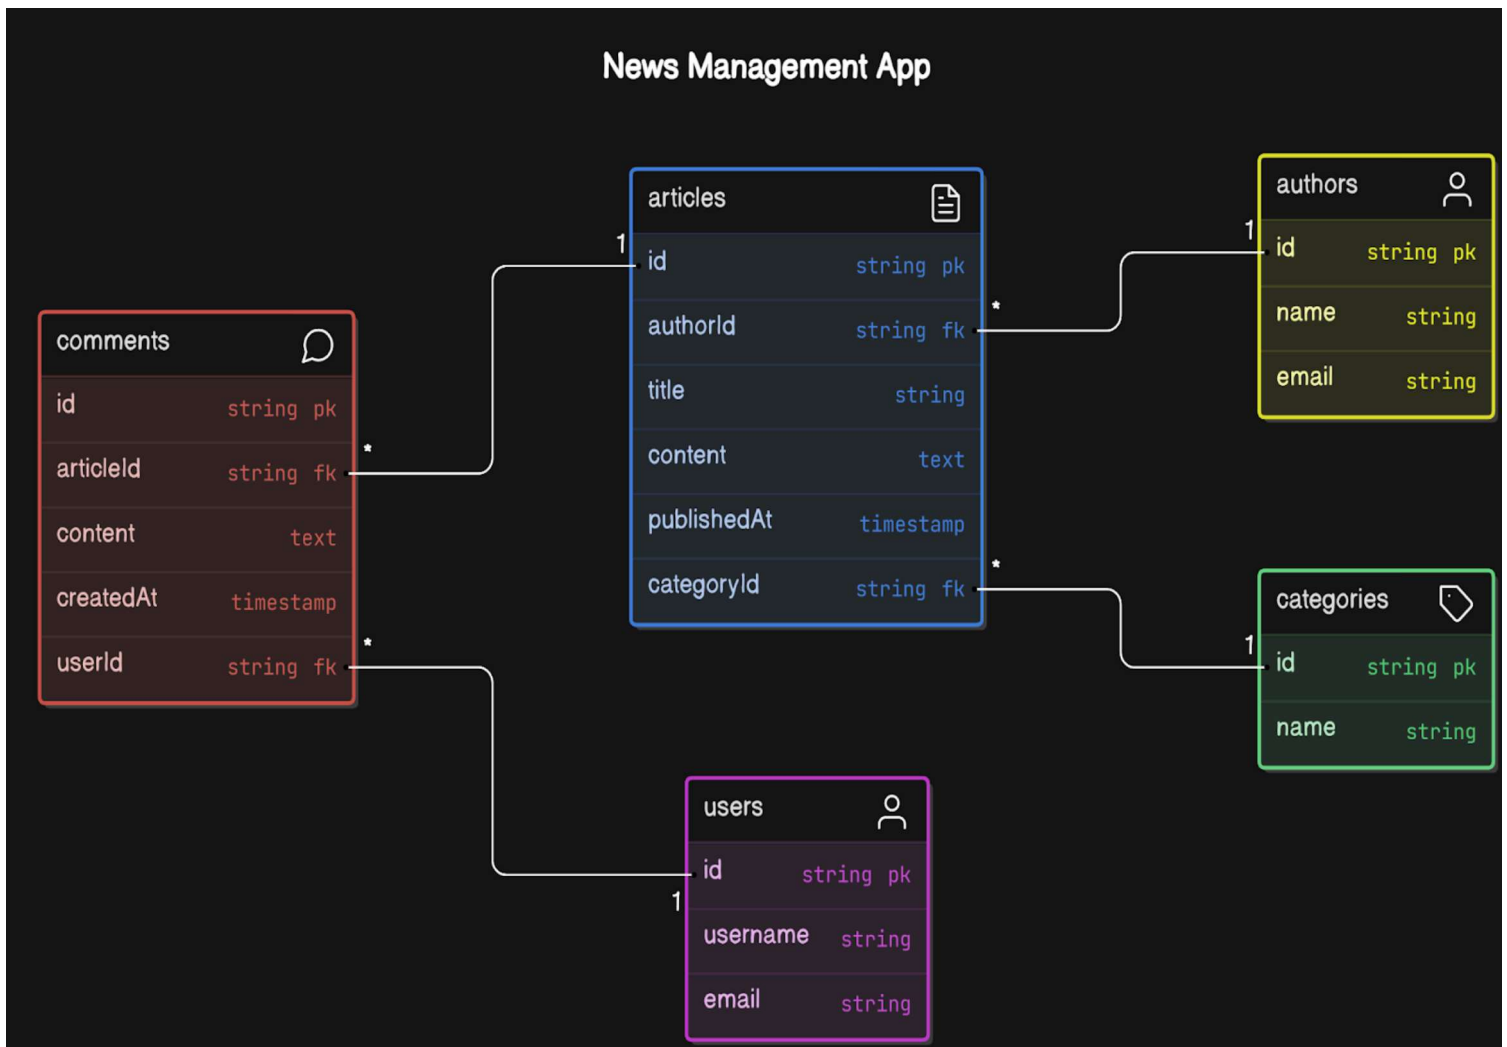 News Management App
comments
id string pk
*
articleId string fk
content text
createdAt timestamp
*
userId string fk
articles
1
id string pk
*
authorId string fk
title string
content text
publishedAt timestamp
*
categoryId string fk
authors
1
id string pk
name string
email string
categories
1
id string pk
name string
users
id string pk
1
username string
email string